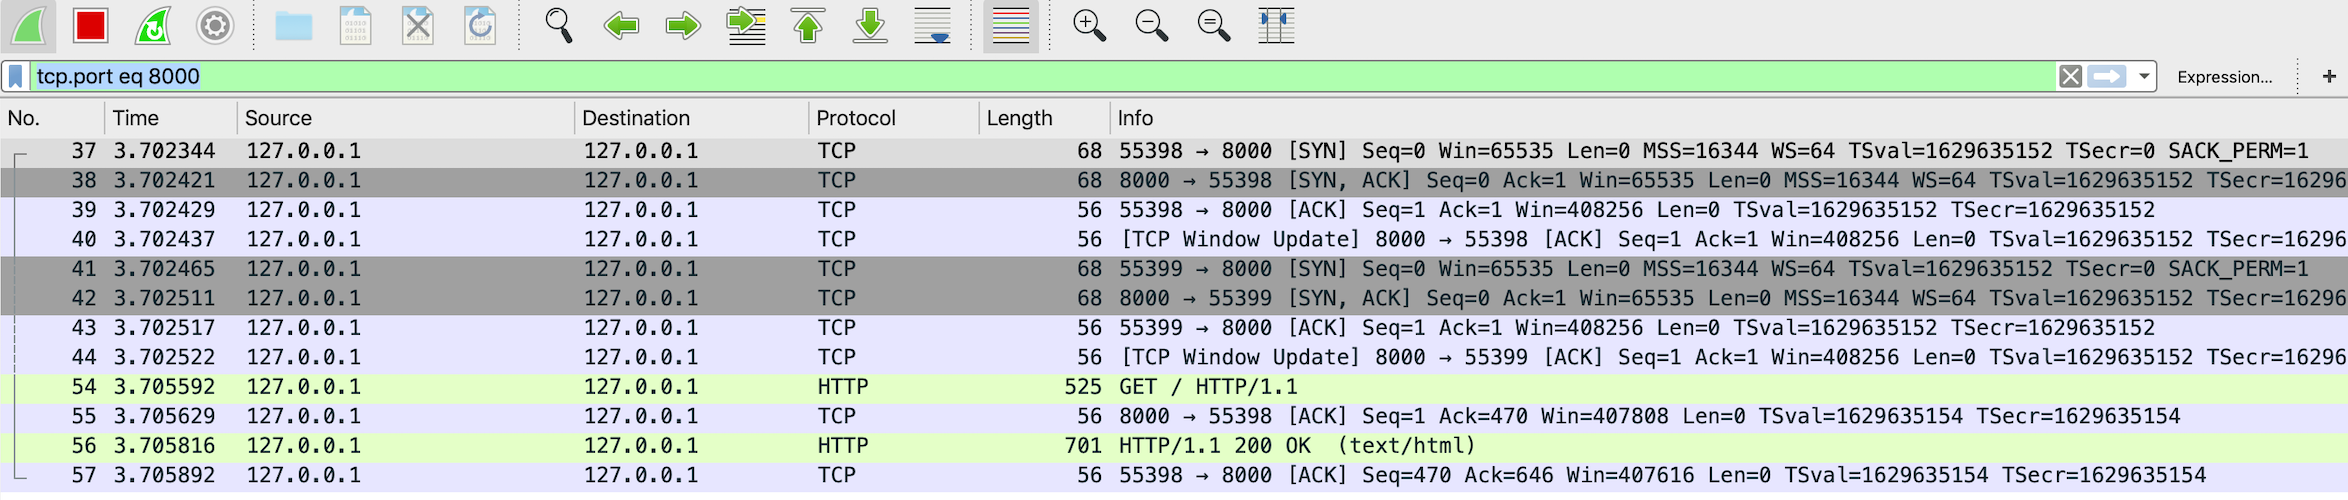 tcp.port eq 8000
Expression...
+
No. Time Source Destination Protocol Length Info
37 3.702344 127.0.0.1 127.0.0.1 TCP 68 55398 → 8000 [SYN] Seq=0 Win=65535 Len=0 MSS=16344 WS=64 TSval=1629635152 TSecr=0 SACK_PERM=1
38 3.702421 127.0.0.1 127.0.0.1 TCP 68 8000 → 55398 [SYN, ACK] Seq=0 Ack=1 Win=65535 Len=0 MSS=16344 WS=64 TSval=1629635152 TSecr=16296
39 3.702429 127.0.0.1 127.0.0.1 TCP 56 55398 → 8000 [ACK] Seq=1 Ack=1 Win=408256 Len=0 TSval=1629635152 TSecr=1629635152
40 3.702437 127.0.0.1 127.0.0.1 TCP 56 [TCP Window Update] 8000 → 55398 [ACK] Seq=1 Ack=1 Win=408256 Len=0 TSval=1629635152 TSecr=16296
41 3.702465 127.0.0.1 127.0.0.1 TCP 68 55399 → 8000 [SYN] Seq=0 Win=65535 Len=0 MSS=16344 WS=64 TSval=1629635152 TSecr=0 SACK_PERM=1
42 3.702511 127.0.0.1 127.0.0.1 TCP 68 8000 → 55399 [SYN, ACK] Seq=0 Ack=1 Win=65535 Len=0 MSS=16344 WS=64 TSval=1629635152 TSecr=16296
43 3.702517 127.0.0.1 127.0.0.1 TCP 56 55399 → 8000 [ACK] Seq=1 Ack=1 Win=408256 Len=0 TSval=1629635152 TSecr=1629635152
44 3.702522 127.0.0.1 127.0.0.1 TCP 56 [TCP Window Update] 8000 → 55399 [ACK] Seq=1 Ack=1 Win=408256 Len=0 TSval=1629635152 TSecr=16296
54 3.705592 127.0.0.1 127.0.0.1 HTTP 525 GET / HTTP/1.1
55 3.705629 127.0.0.1 127.0.0.1 TCP 56 8000 → 55398 [ACK] Seq=1 Ack=470 Win=407808 Len=0 TSval=1629635154 TSecr=1629635154
56 3.705816 127.0.0.1 127.0.0.1 HTTP 701 HTTP/1.1 200 OK (text/html)
57 3.705892 127.0.0.1 127.0.0.1 TCP 56 55398 → 8000 [ACK] Seq=470 Ack=646 Win=407616 Len=0 TSval=1629635154 TSecr=1629635154